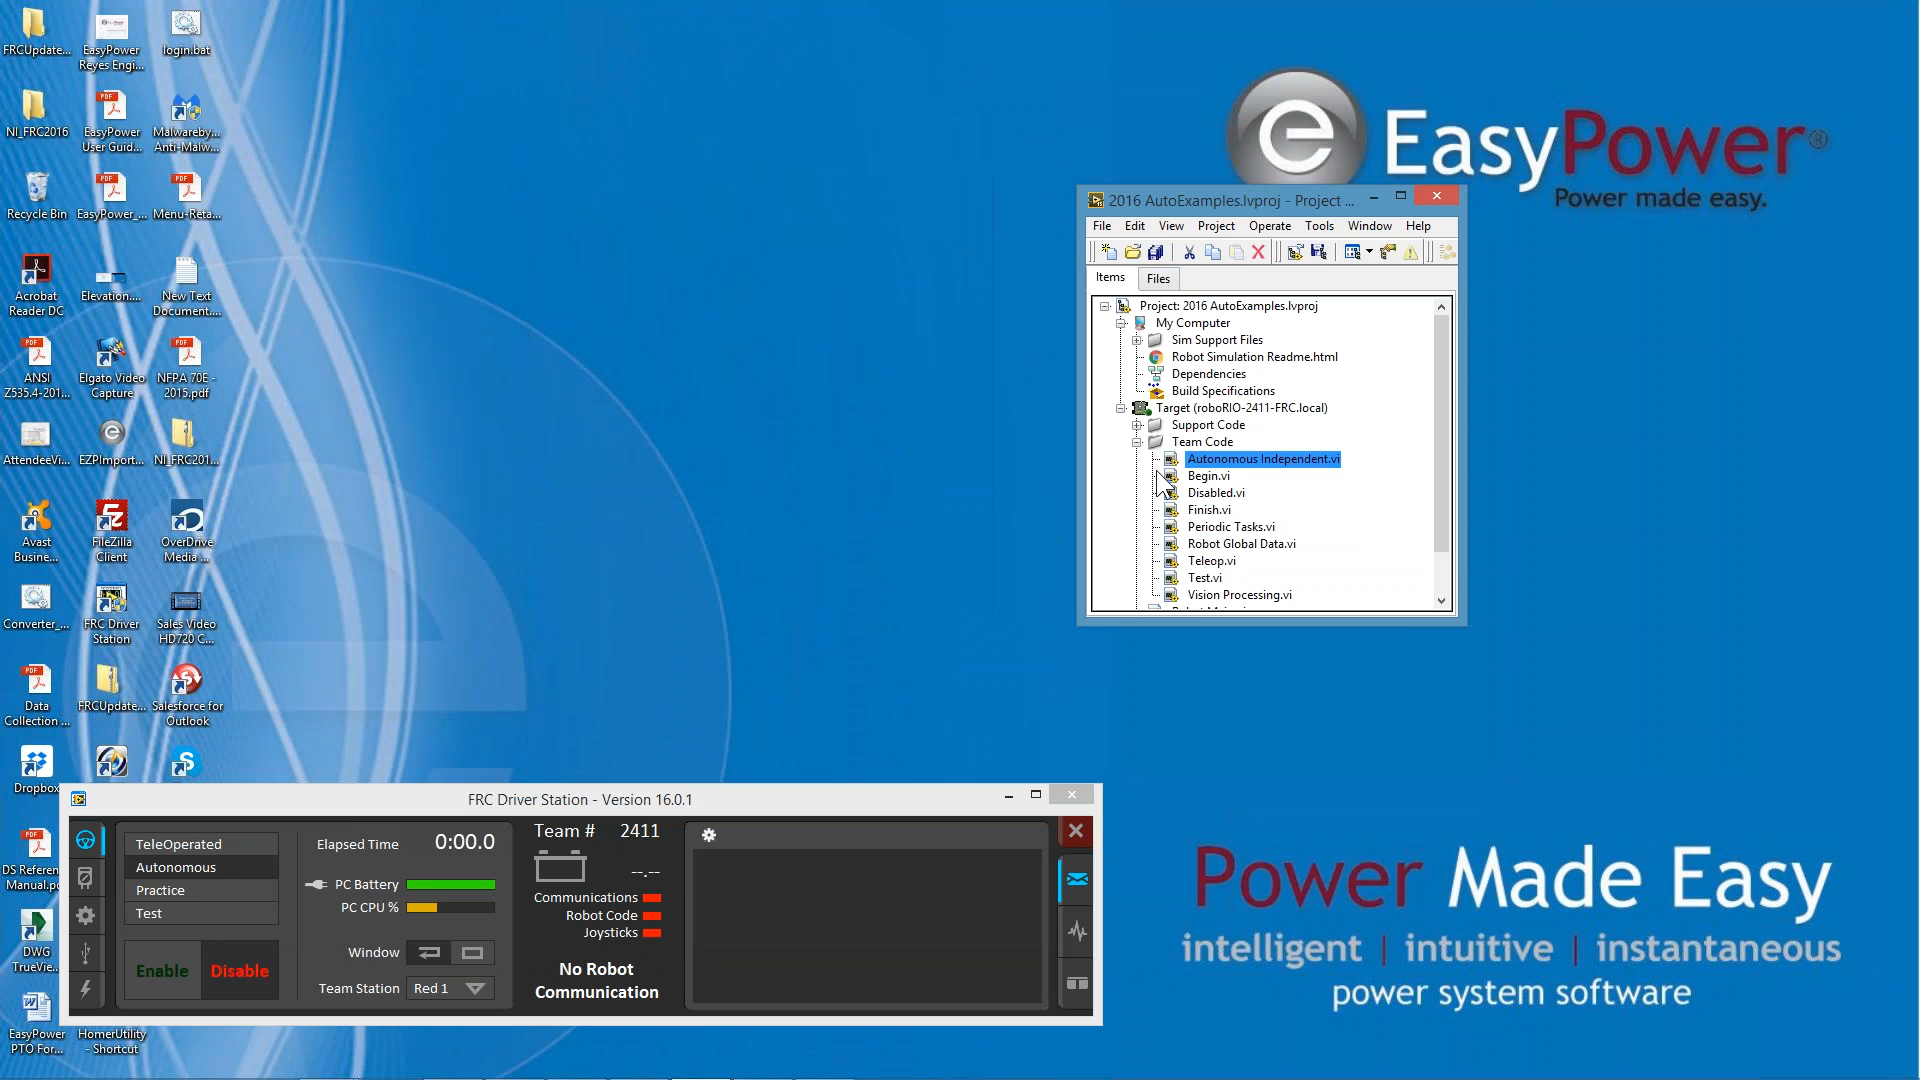 FRCUpdate...
EasyPower
Reyes Engi...
login.bat
NI_FRC2016
EasyPower
User Guid...
Malwareby...
Anti-Malw...
Recycle Bin
EasyPower_...
Menu-Reta...
Acrobat
Reader DC
Elevation....
New Text
Document....
ANSI
Z535.4-201...
Elgato Video
Capture
NFPA 70E -
2015.pdf
AttendeeVi...
EZPImport...
NI_FRC201...
Avast
Busine...
FileZilla
Client
OverDrive
Media ...
Converter_...
FRC Driver
Station
Sales Video
HD720 C...
Data
Collection ...
FRCUpdate...
Salesforce for
Outlook
Dropbox
DS Referen
Manual.pd
DWG
TrueVie...
EasyPower
PTO For...
HomerUtility
- Shortcut
e EasyPower®
Power made easy.
2016 AutoExamples.lvproj - Project ...
File Edit View Project Operate Tools Window Help
Items Files
Project: 2016 AutoExamples.lvproj
My Computer
Sim Support Files
Robot Simulation Readme.html
Dependencies
Build Specifications
Target (roboRIO-2411-FRC.local)
Support Code
Team Code
Autonomous Independent.vi
Begin.vi
Disabled.vi
Finish.vi
Periodic Tasks.vi
Robot Global Data.vi
Teleop.vi
Test.vi
Vision Processing.vi
FRC Driver Station - Version 16.0.1
TeleOperated
Autonomous
Practice
Test
Enable Disable
Elapsed Time 0:00.0
PC Battery
PC CPU %
Window
Team Station Red 1
Team # 2411
--.--
Communications
Robot Code
Joysticks
No Robot
Communication
Power Made Easy
intelligent | intuitive | instantaneous
power system software